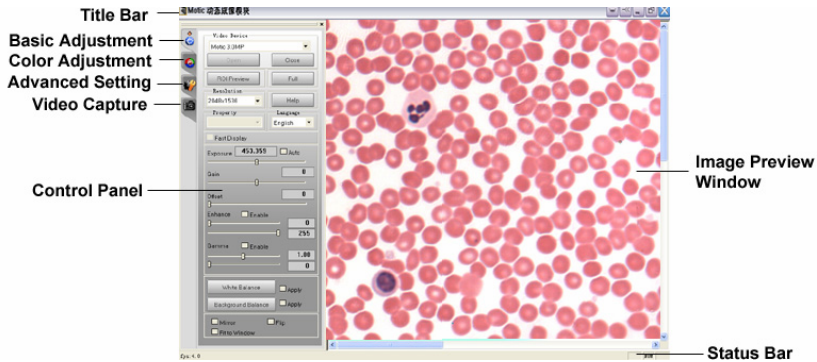 Title Bar
Motic 动态成像模块
Basic Adjustment
Color Adjustment
Advanced Setting
Video Capture
Control Panel
Video Device
Motic 3.0MP
Close
ROI Preview
Full
Resolution
2048x1536
Help
Property
Language
English
Fast Display
Exposure 453.359 Auto
Gain
0
Offset
0
Enhance Enable
0
255
Gamma Enable
1.00
0
White Balance Apply
Background Balance Apply
Mirror Flip
Fit to Window
Image Preview
Window
Status Bar